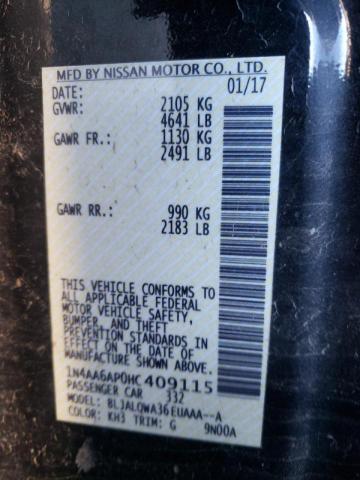 MFD BY NISSAN MOTOR CO., LTD.
DATE: 01/17
GVWR: 2105 KG
4641 LB
GAWR FR.: 1130 KG
2491 LB
GAWR RR.: 990 KG
2183 LB
THIS VEHICLE CONFORMS TO
ALL APPLICABLE FEDERAL
MOTOR VEHICLE SAFETY,
BUMPER, AND THEFT
PREVENTION STANDARDS IN
EFFECT ON THE DATE OF
MANUFACTURE SHOWN ABOVE.
1N4AA6AP0HC409115
PASSENGER CAR 332
MODEL: BLJALQWA36EUAAA--A
COLOR: KH3 TRIM: G 9N00A